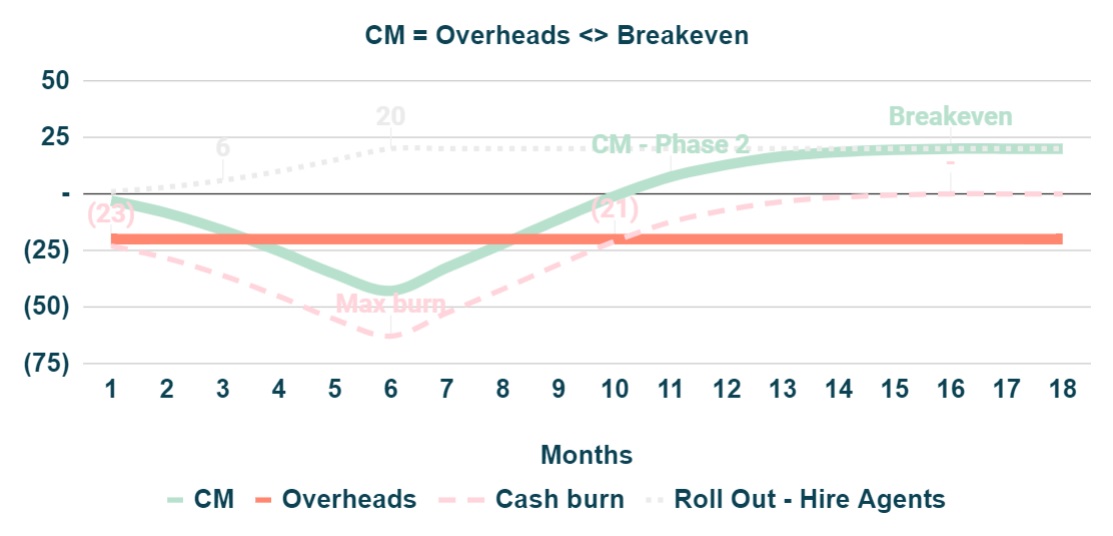 CM = Overheads <> Breakeven
50
20
Breakeven
25
6
CM - Phase 2
-
-
(23)
(21)
(25)
(50)
Max burn
(75)
1 2 3 4 5 6 7 8 9 10 11 12 13 14 15 16 17 18
Months
CM Overheads Cash burn Roll Out - Hire Agents